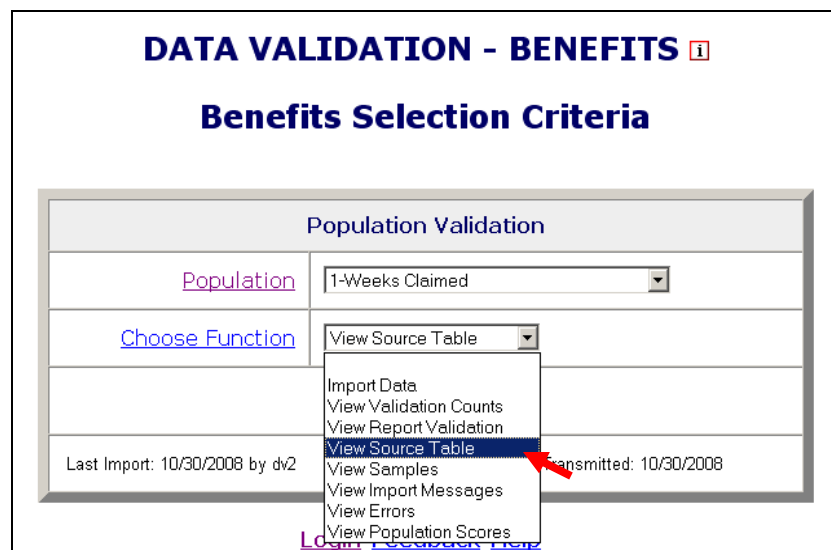 DATA VALIDATION - BENEFITS i
Benefits Selection Criteria
Population Validation
Population 1-Weeks Claimed
Choose Function View Source Table
Import Data
View Validation Counts
View Report Validation
View Source Table
Last Import: 10/30/2008 by dv2 Transmitted: 10/30/2008
View Samples
View Import Messages
View Errors
View Population Scores
Login Feedback Help